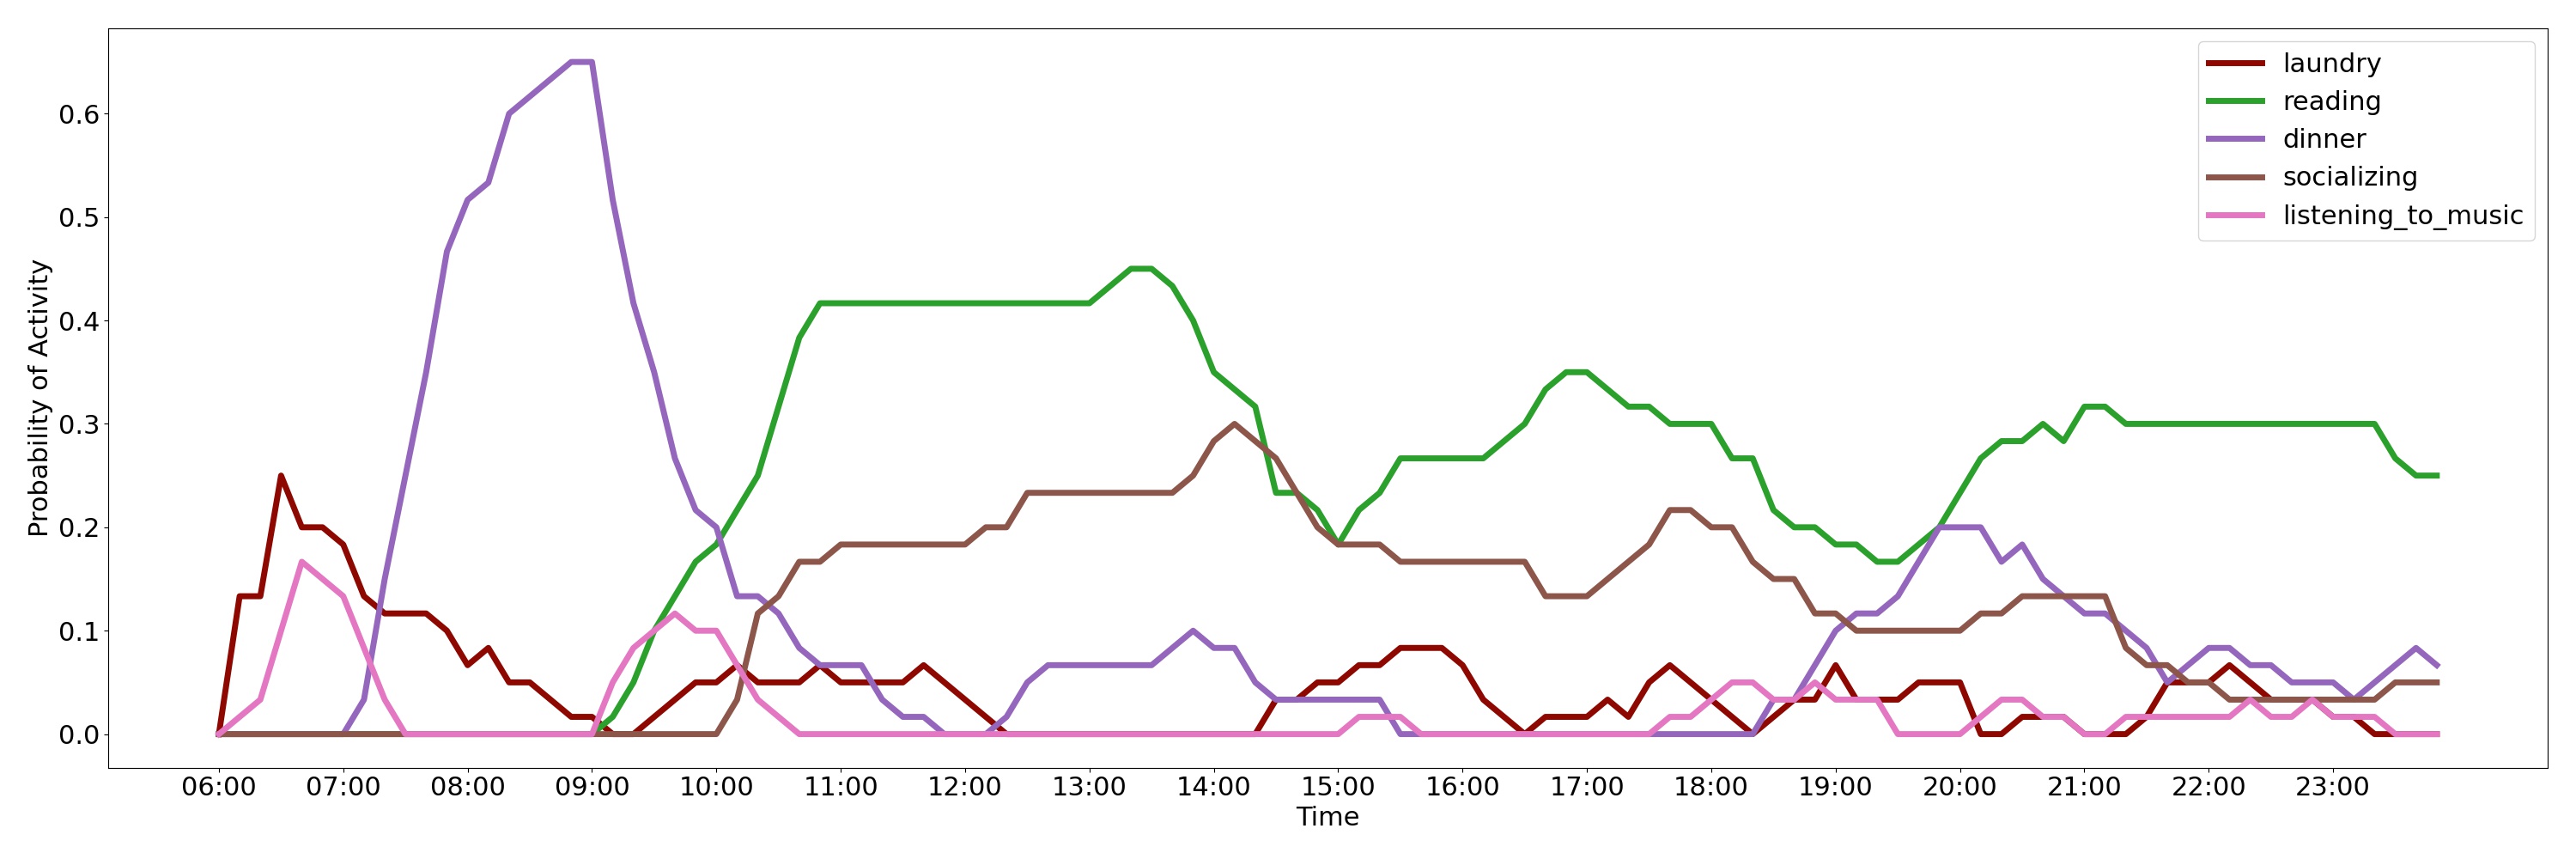 laundry
reading
dinner
socializing
listening_to_music
Probability of Activity
0.6
0.5
0.4
0.3
0.2
0.1
0.0
06:00 07:00 08:00 09:00 10:00 11:00 12:00 13:00 14:00 15:00 16:00 17:00 18:00 19:00 20:00 21:00 22:00 23:00
Time